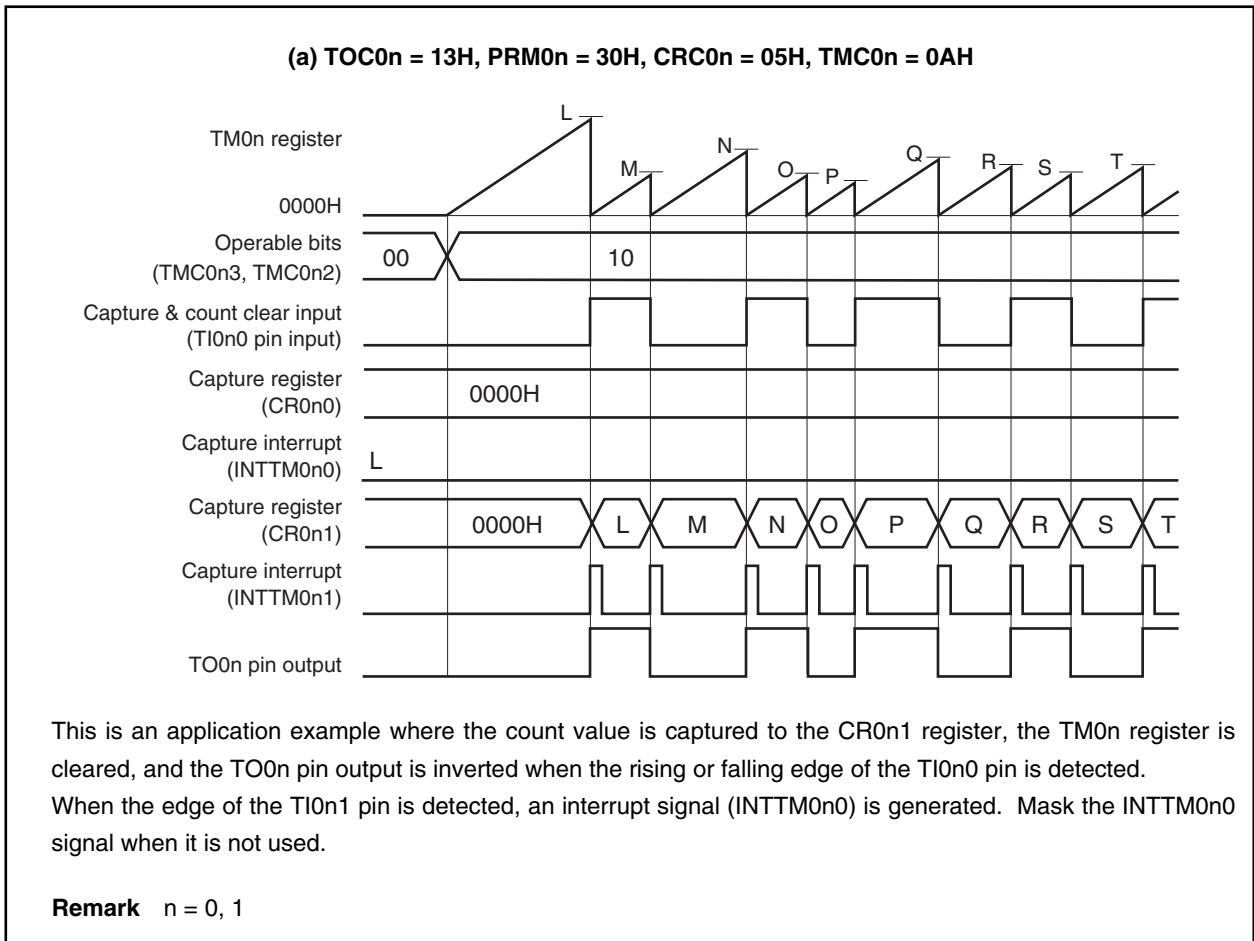 (a) TOC0n = 13H, PRM0n = 30H, CRC0n = 05H, TMC0n = 0AH
TM0n register
0000H
L
M
N
O
P
Q
R
S
T
Operable bits
(TMC0n3, TMC0n2)
00
10
Capture & count clear input
(TI0n0 pin input)
Capture register
(CR0n0)
0000H
Capture interrupt
(INTTM0n0)
L
Capture register
(CR0n1)
0000H
L
M
N
O
P
Q
R
S
T
Capture interrupt
(INTTM0n1)
TO0n pin output
This is an application example where the count value is captured to the CR0n1 register, the TM0n register is
cleared, and the TO0n pin output is inverted when the rising or falling edge of the TI0n0 pin is detected.
When the edge of the TI0n1 pin is detected, an interrupt signal (INTTM0n0) is generated. Mask the INTTM0n0
signal when it is not used.
Remark n = 0, 1